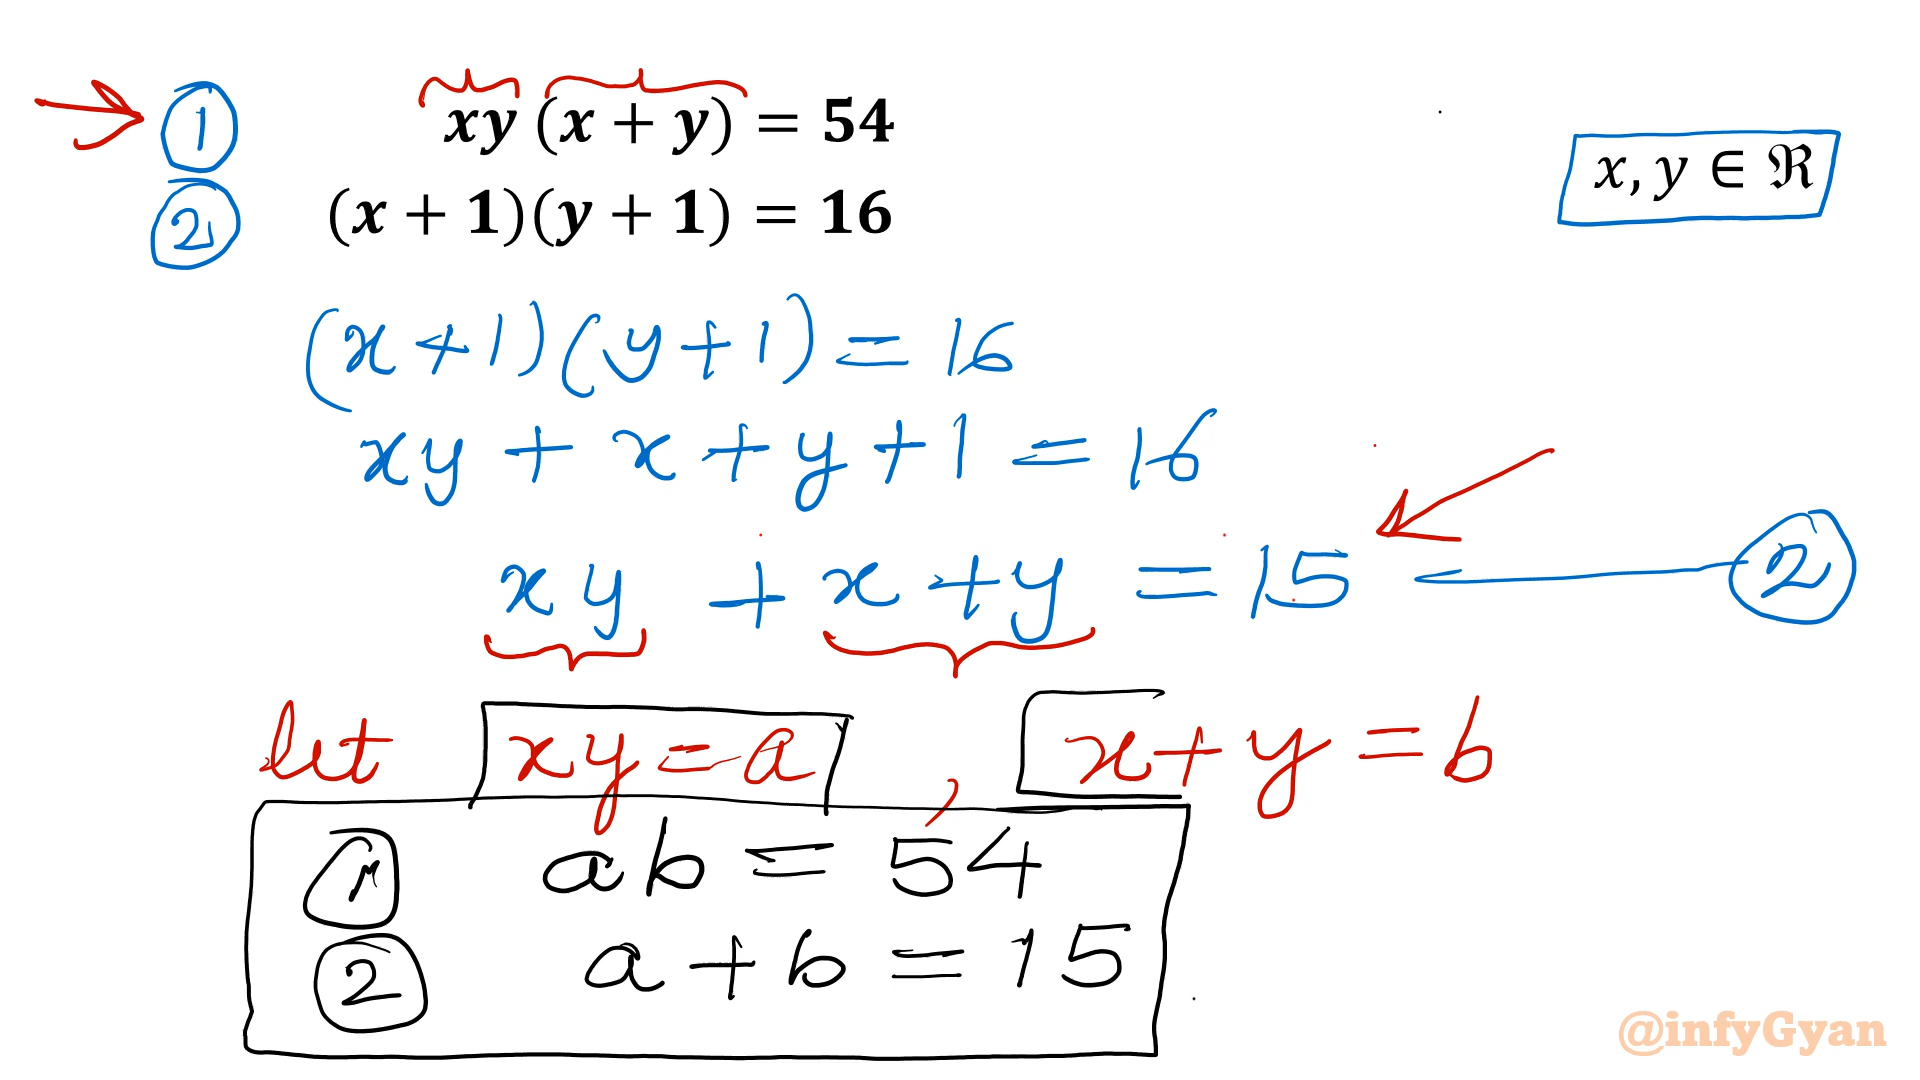 ① xy (x + y) = 54
② (x + 1)(y + 1) = 16
x, y ∈ ℜ
(x + 1)(y + 1) = 16
xy + x + y + 1 = 16
xy + x + y = 15 ②
let xy = a , x + y = b
① ab = 54
② a + b = 15
@infyGyan